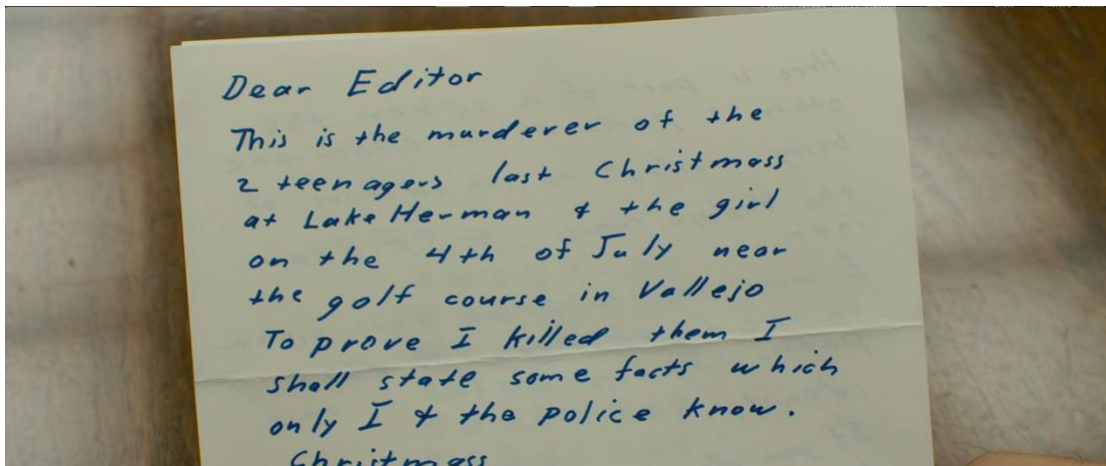 Dear Editor
This is the murderer of the
2 teenagers last Christmass
at Lake Herman & the girl
on the 4th of July near
the golf course in Vallejo
To prove I killed them I
shall state some facts which
only I & the police know.
Christmass